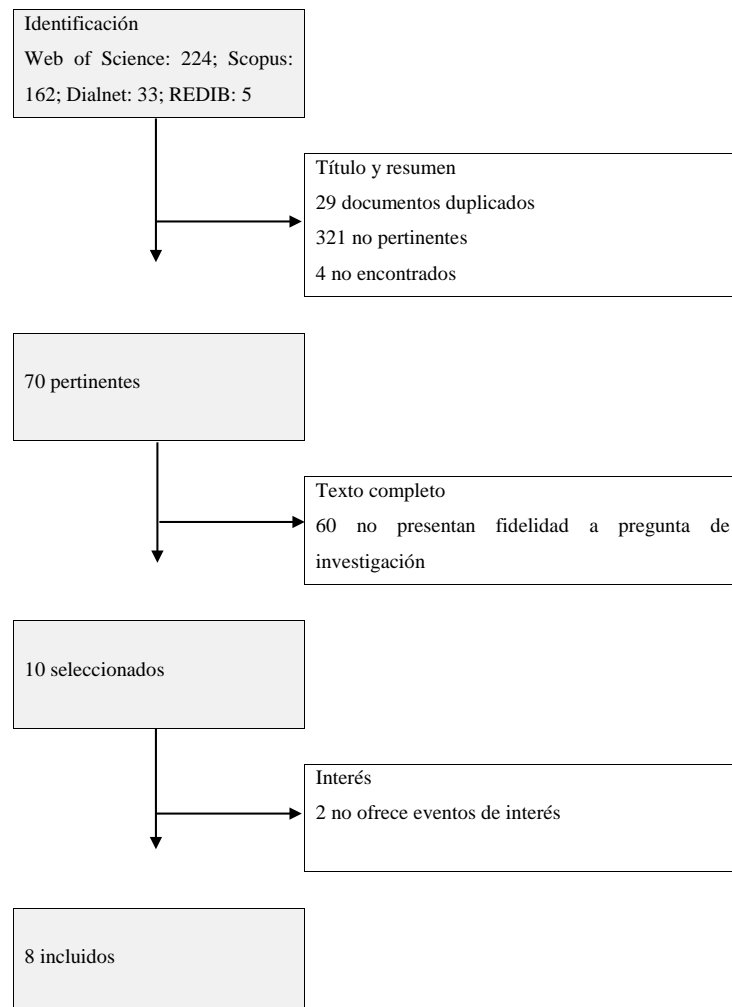 Identificación
Web of Science: 224; Scopus:
162; Dialnet: 33; REDIB: 5
Título y resumen
29 documentos duplicados
321 no pertinentes
4 no encontrados
70 pertinentes
Texto completo
60 no presentan fidelidad a pregunta de
investigación
10 seleccionados
Interés
2 no ofrece eventos de interés
8 incluidos